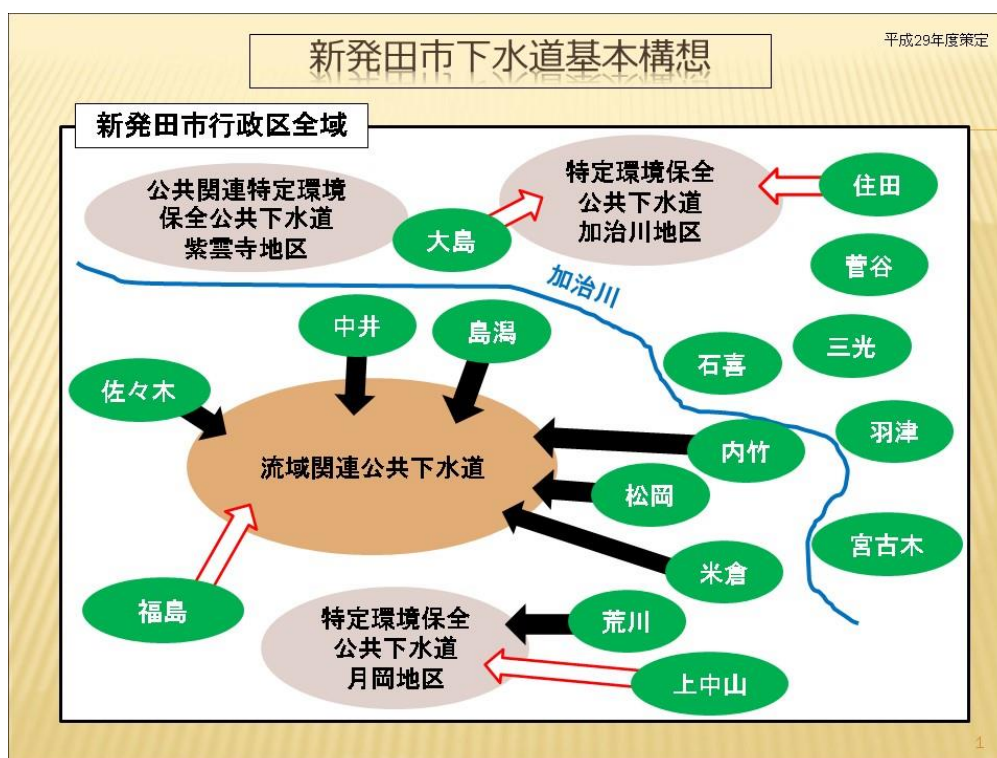 平成29年度策定
新発田市下水道基本構想
新発田市行政区全域
公共関連特定環境
保全公共下水道
紫雲寺地区
特定環境保全
公共下水道
加治川地区
住田
大島
菅谷
加治川
中井
島潟
三光
石喜
佐々木
羽津
内竹
流域関連公共下水道
松岡
宮古木
米倉
福島
特定環境保全
公共下水道
月岡地区
荒川
上中山
1